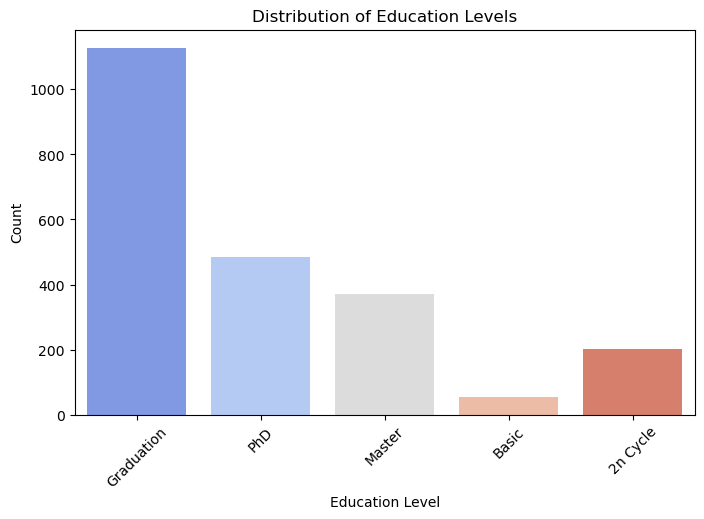 Distribution of Education Levels
Count
1000
800
600
400
200
0
Graduation
PhD
Master
Basic
2n Cycle
Education Level